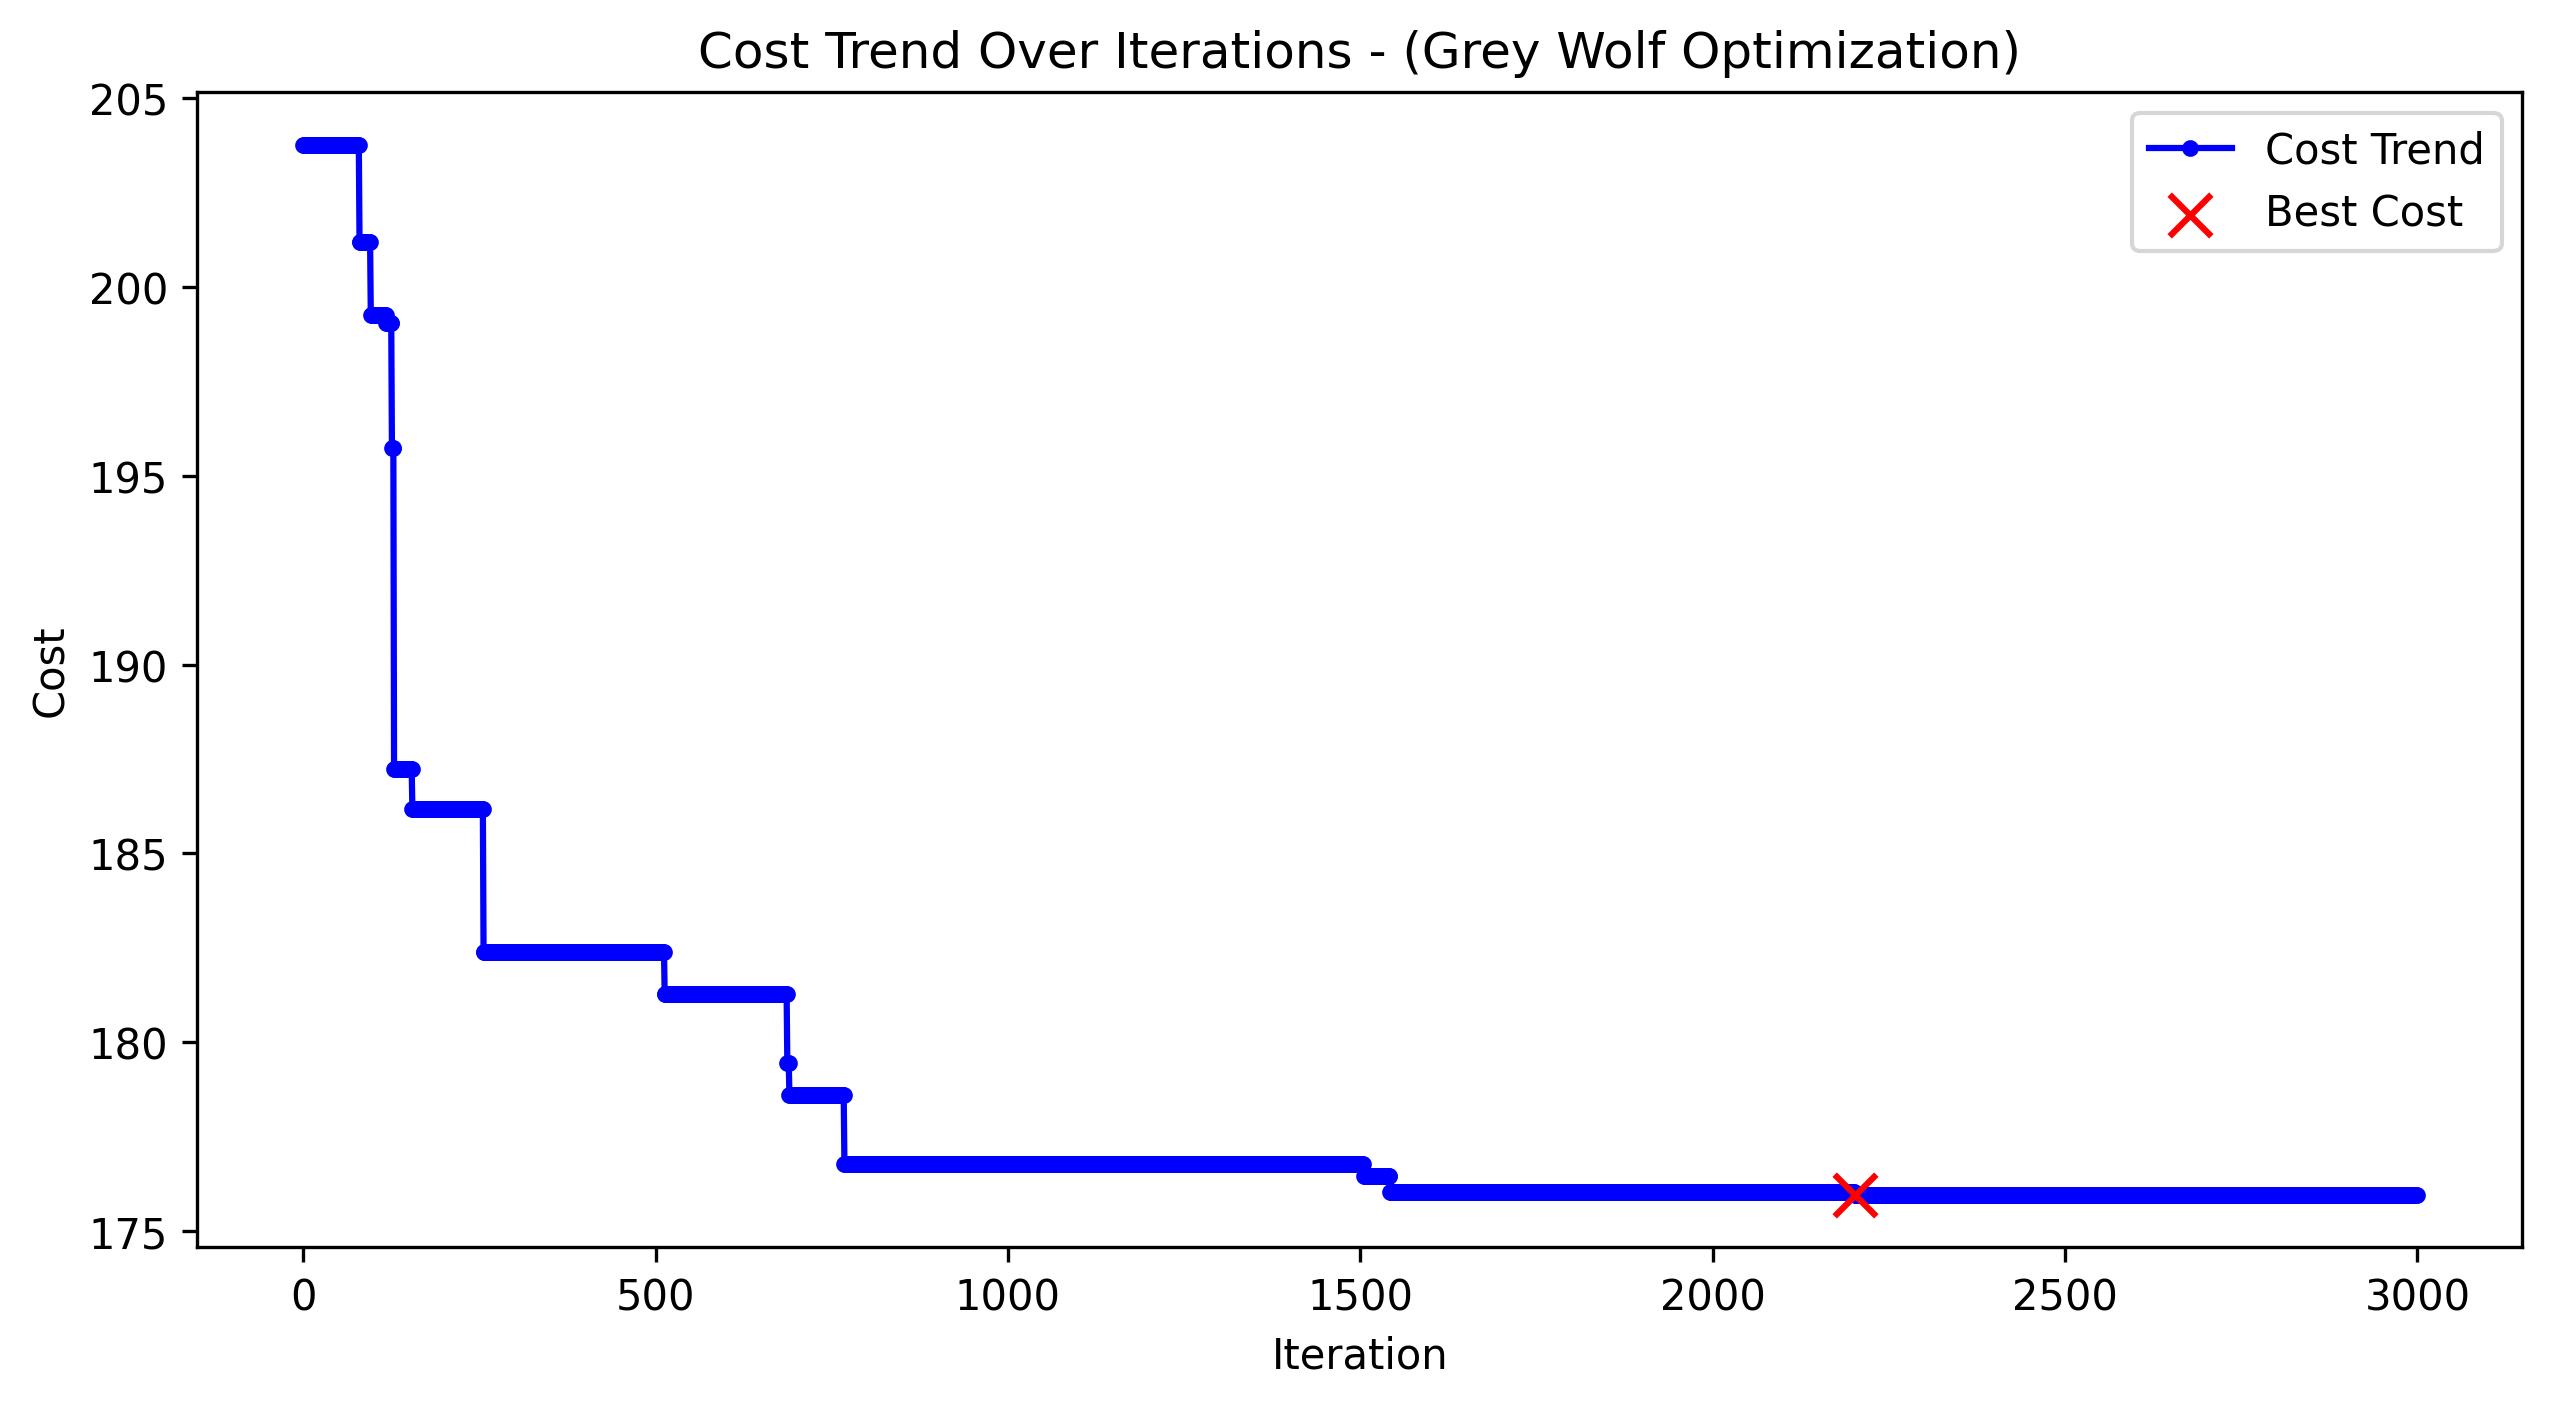 Cost Trend Over Iterations - (Grey Wolf Optimization)
Cost Trend
Best Cost
205
200
195
190
185
180
175
Cost
0 500 1000 1500 2000 2500 3000
Iteration